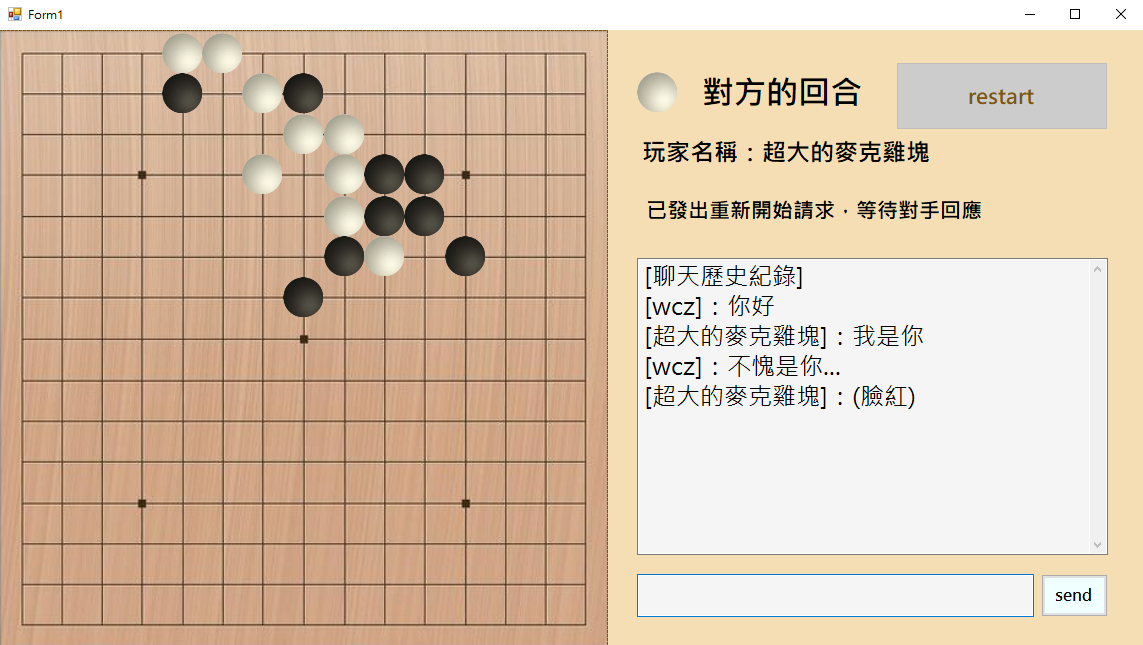 Form1
對方的回合
restart
玩家名稱：超大的麥克雞塊
已發出重新開始請求，等待對手回應
[聊天歷史紀錄]
[wcz]：你好
[超大的麥克雞塊]：我是你
[wcz]：不愧是你...
[超大的麥克雞塊]：(臉紅)
send